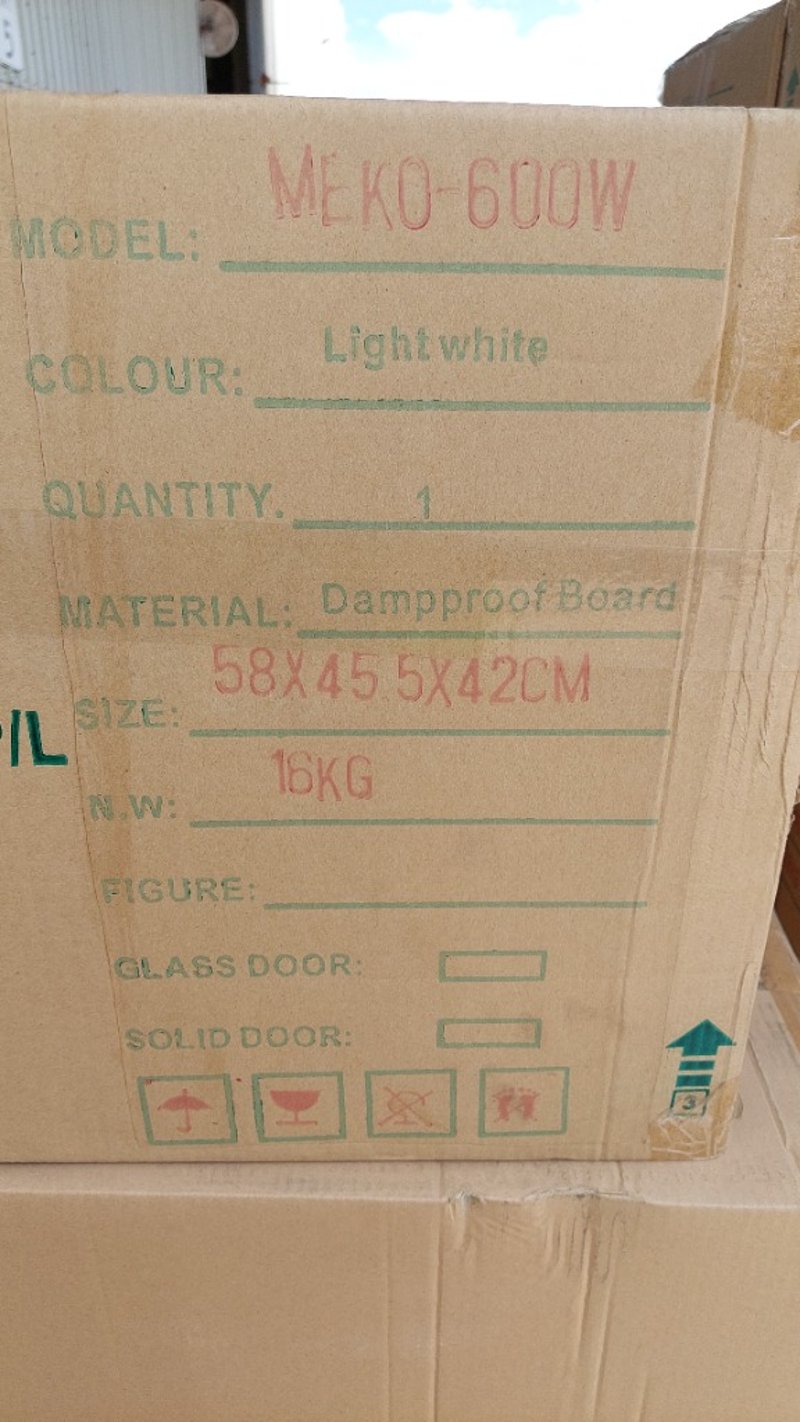 MODEL: MEKO-600W
COLOUR: Light white
QUANTITY. 1
MATERIAL: Dampproof Board
SIZE: 58X45 5X42CM
P/L
N.W: 16KG
FIGURE:
GLASS DOOR:
SOLID DOOR:
3